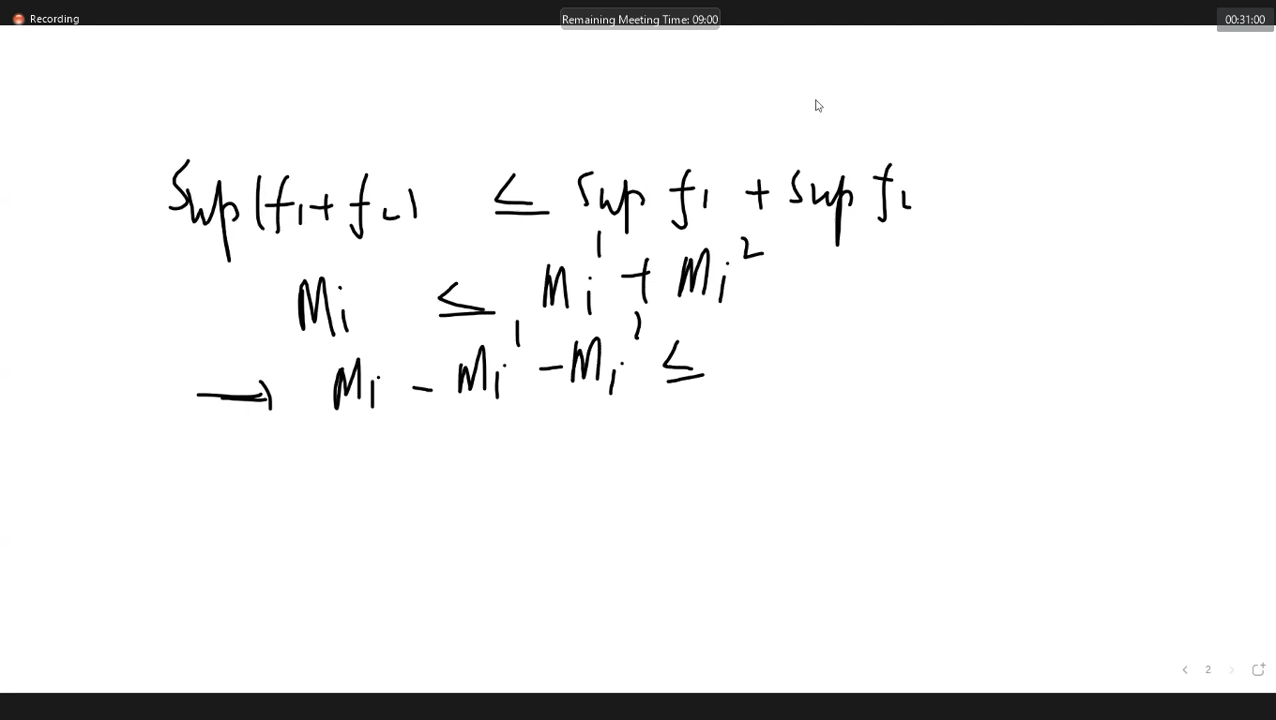 Recording
Remaining Meeting Time: 09:00
00:31:00
Sup(f₁+f₂) ≤ Sup f₁ + Sup f₂
Mi ≤ Mi¹ + Mi²
→ Mi - Mi¹ - Mi² ≤
2